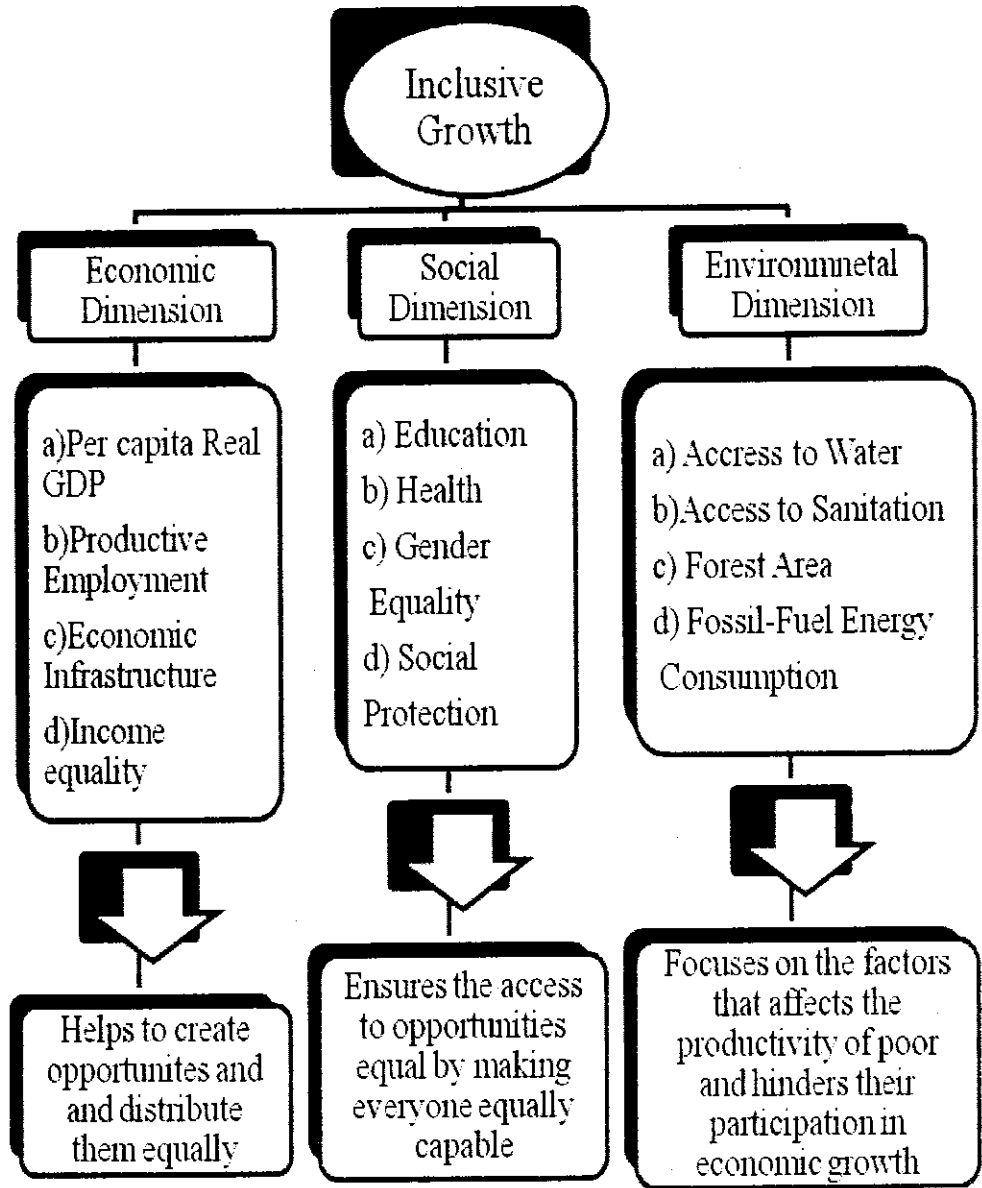 Inclusive
Growth
Economic
Dimension
Social
Dimension
Environmnetal
Dimension
a)Per capita Real
GDP
b)Productive
Employment
c)Economic
Infrastructure
d)Income
equality
a) Education
b) Health
c) Gender
Equality
d) Social
Protection
a) Accress to Water
b)Access to Sanitation
c) Forest Area
d) Fossil-Fuel Energy
Consumption
Helps to create
opportunites and
and distribute
them equally
Ensures the access
to opportunities
equal by making
everyone equally
capable
Focuses on the factors
that affects the
productivity of poor
and hinders their
participation in
economic growth